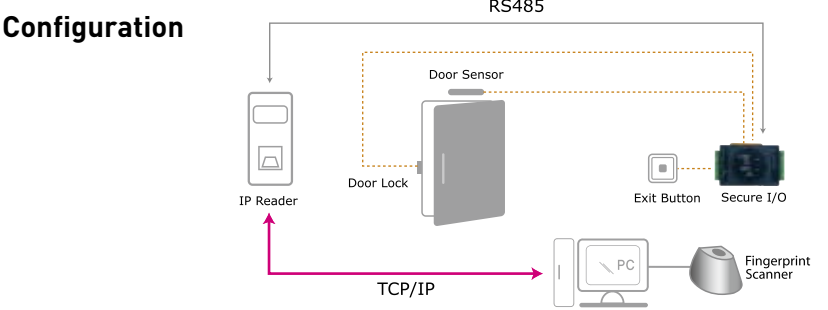 RS485
Configuration
Door Sensor
Door Lock
IP Reader
Exit Button
Secure I/O
PC
Fingerprint
Scanner
TCP/IP